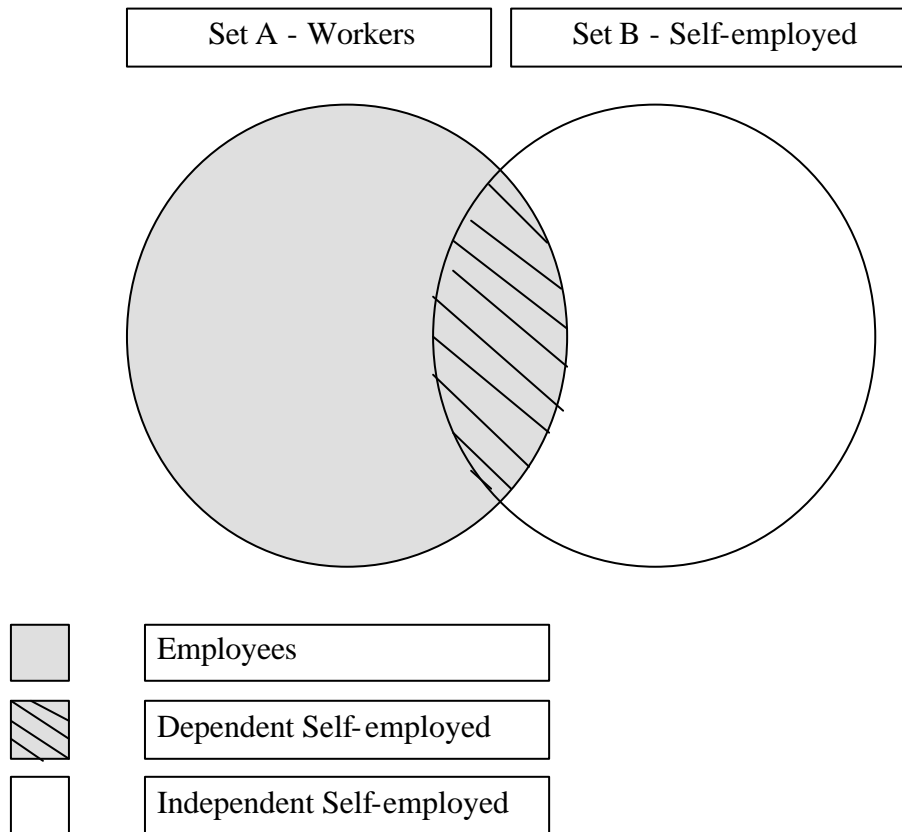 Set A - Workers
Set B - Self-employed
Employees
Dependent Self-employed
Independent Self-employed